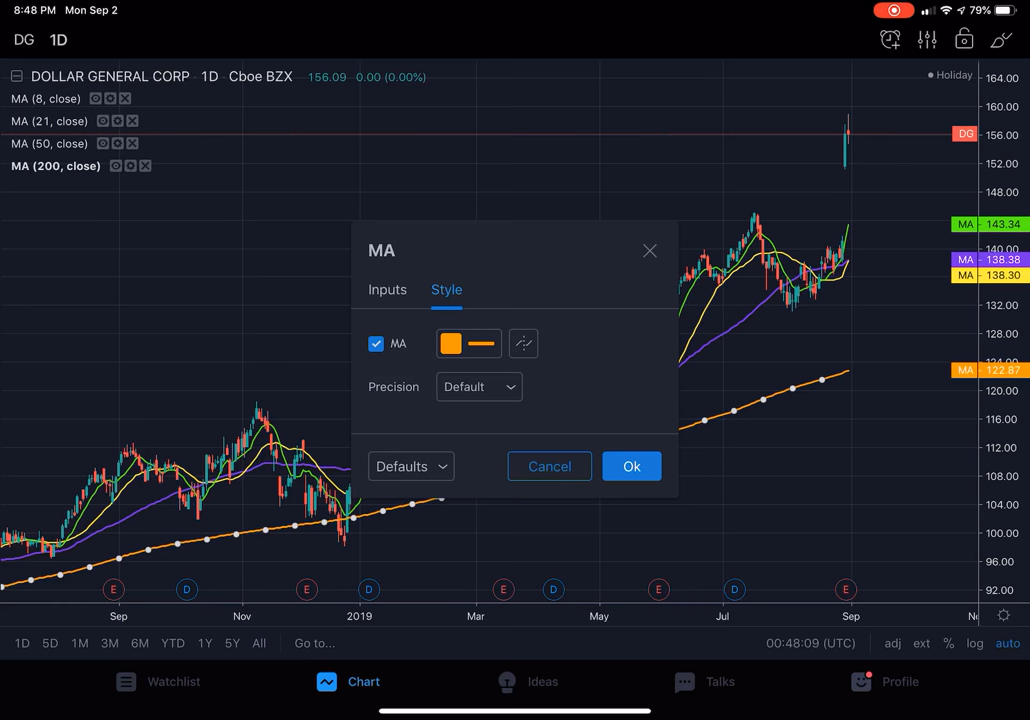 8:48 PM Mon Sep 2 79%
DG 1D
DOLLAR GENERAL CORP 1D Cboe BZX 156.09 0.00 (0.00%)
Holiday
MA (8, close)
MA (21, close)
MA (50, close)
MA (200, close)
164.00
160.00
DG 156.00
152.00
148.00
MA 143.34
140.00
MA 138.38
MA 138.30
132.00
128.00
124.00
MA 122.87
120.00
116.00
112.00
108.00
104.00
100.00
96.00
92.00
MA
Inputs Style
MA
Precision Default
Defaults Cancel Ok
E D E D E D E D E
Sep Nov 2019 Mar May Jul Sep
1D 5D 1M 3M 6M YTD 1Y 5Y All Go to... 00:48:09 (UTC) adj ext % log auto
Watchlist Chart Ideas Talks Profile